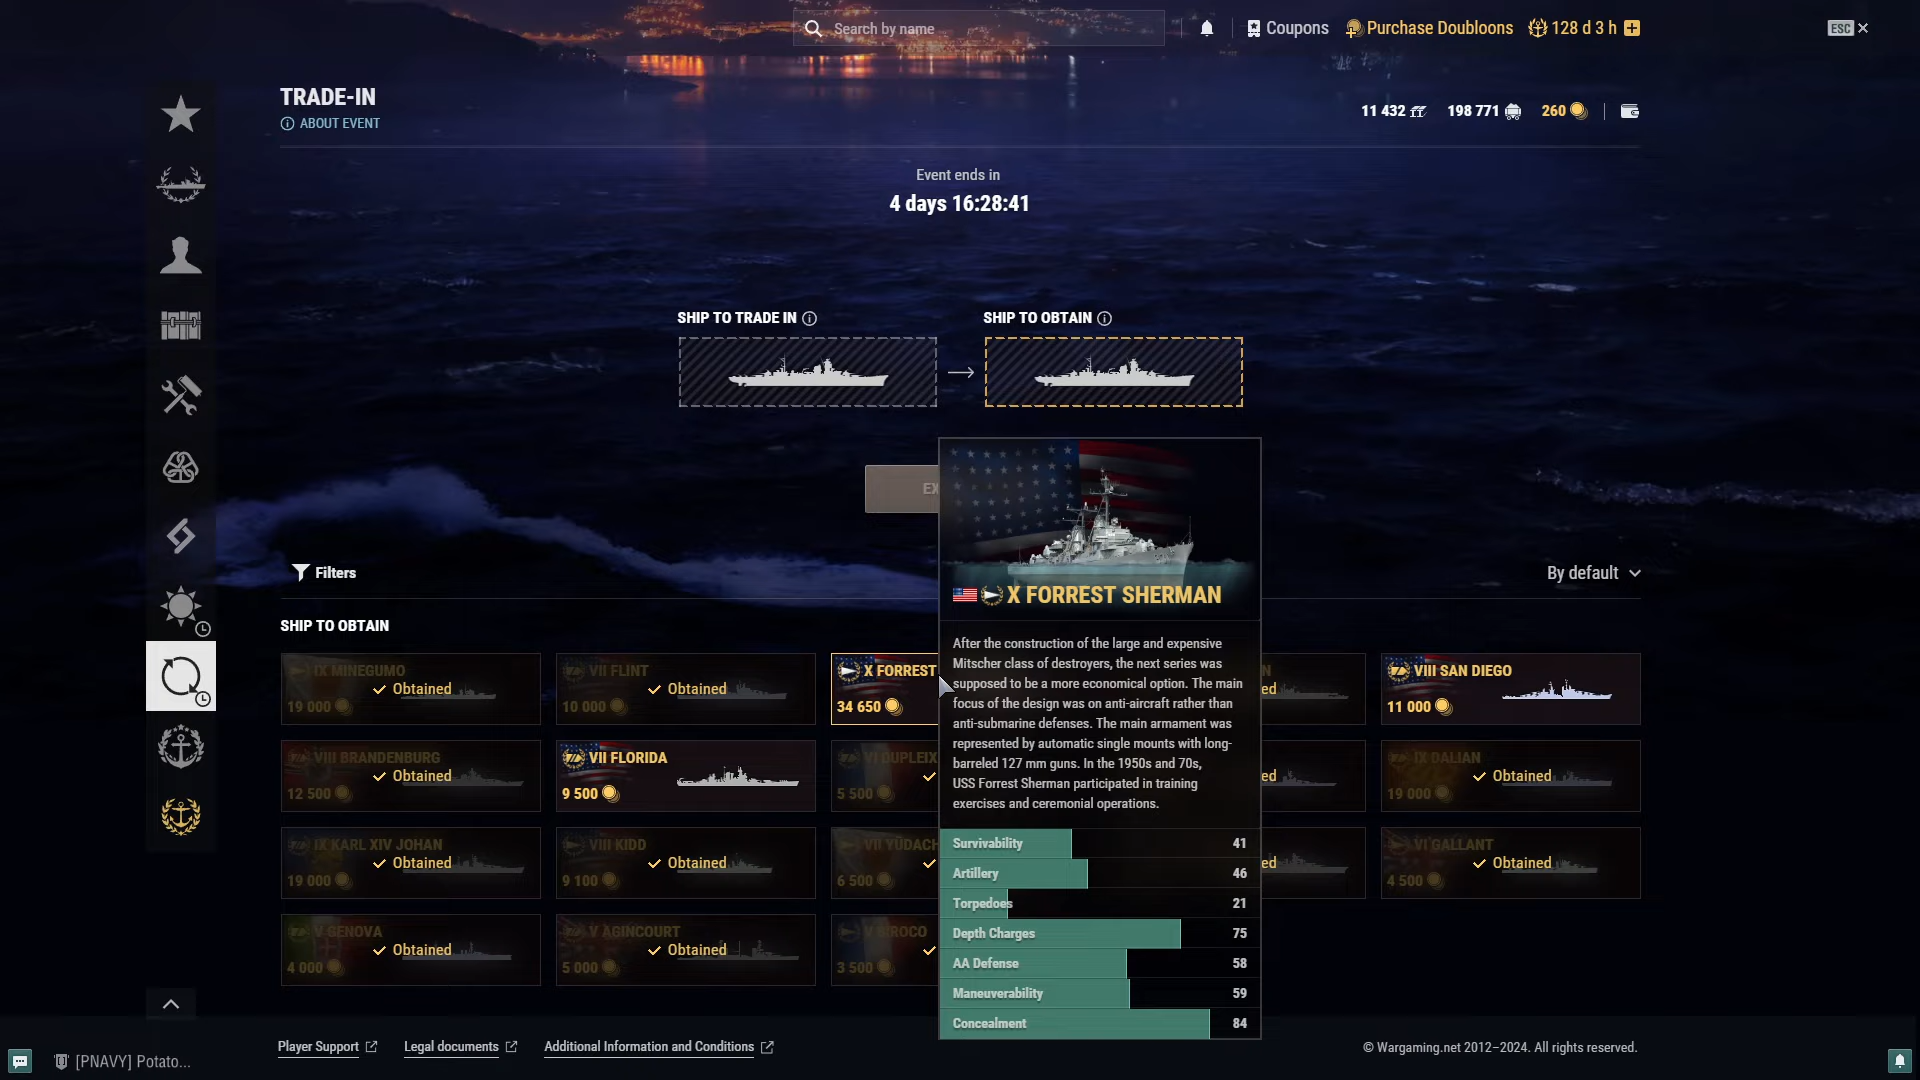 Search by name
Coupons
Purchase Doubloons
128 d 3 h
ESC
TRADE-IN
ABOUT EVENT
11 432
198 771
260
Event ends in
4 days 16:28:41
SHIP TO TRADE IN
SHIP TO OBTAIN
EX
Filters
By default
SHIP TO OBTAIN
IX MINEGUMO
Obtained
19 000
VII FLINT
Obtained
10 000
X FORREST
34 650
VIII SAN DIEGO
11 000
VIII BRANDENBURG
Obtained
12 500
VII FLORIDA
9 500
VI DUPLEIX
5 500
IX DALIAN
Obtained
19 000
IX KARL XIV JOHAN
Obtained
19 000
VIII KIDD
Obtained
9 100
VII YŪDACH
6 500
VI GALLANT
Obtained
4 500
V GENOVA
Obtained
4 000
V AGINCOURT
Obtained
5 000
V SIROCO
3 500
X FORREST SHERMAN
After the construction of the large and expensive
Mitscher class of destroyers, the next series was
supposed to be a more economical option. The main
focus of the design was on anti-aircraft rather than
anti-submarine defenses. The main armament was
represented by automatic single mounts with long-
barreled 127 mm guns. In the 1950s and 70s,
USS Forrest Sherman participated in training
exercises and ceremonial operations.
Survivability 41
Artillery 46
Torpedoes 21
Depth Charges 75
AA Defense 58
Maneuverability 59
Concealment 84
Player Support
Legal documents
Additional Information and Conditions
© Wargaming.net 2012–2024. All rights reserved.
[PNAVY] Potato...